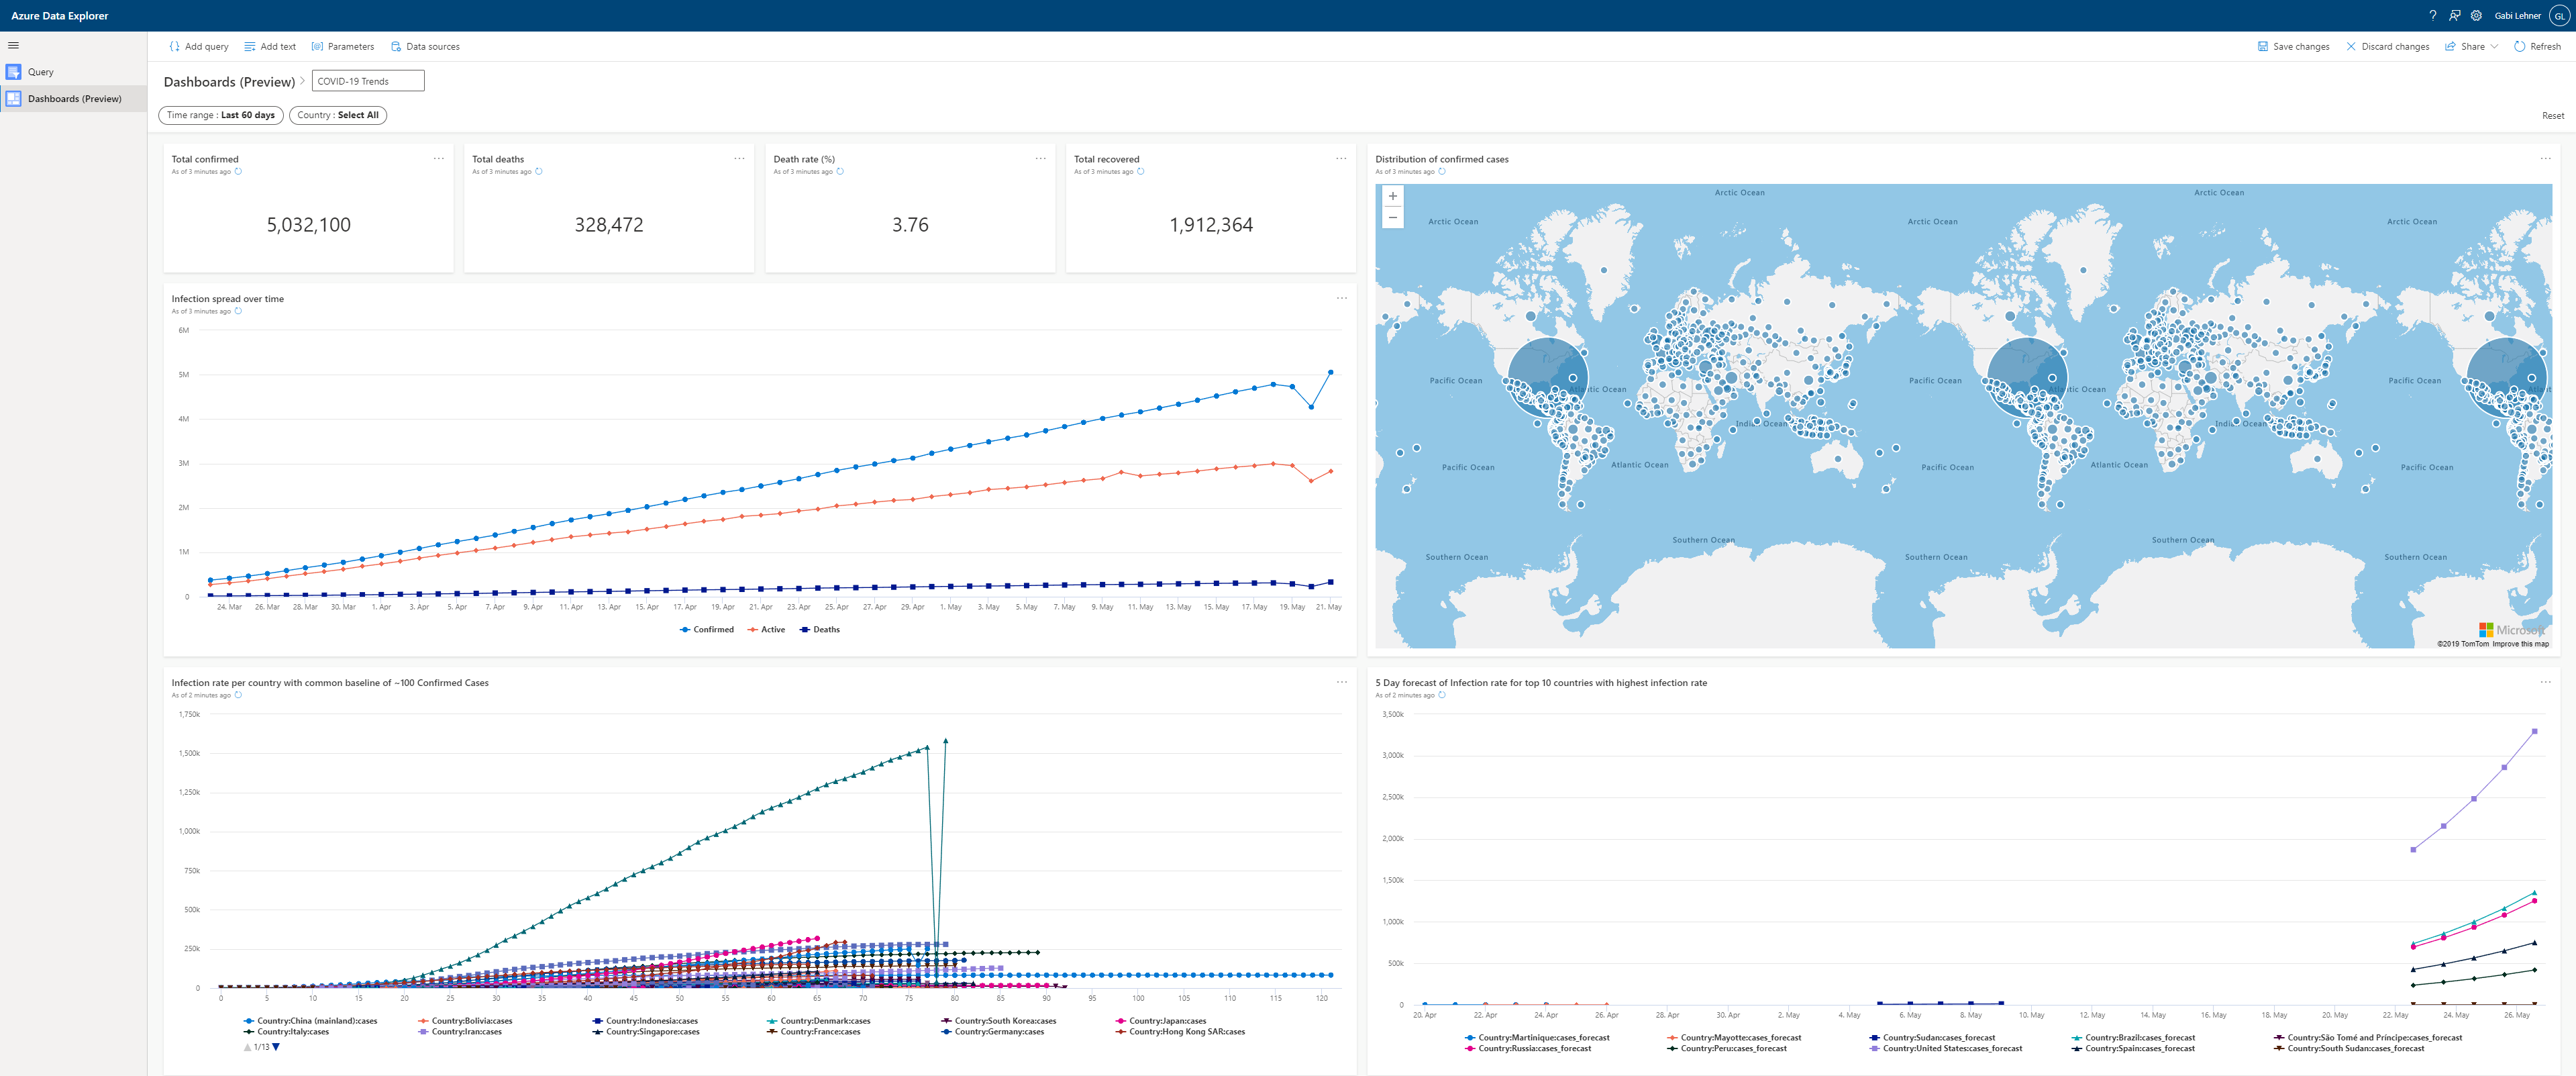 Azure Data Explorer
Gabi Lehner
GL
Add query
Add text
Parameters
Data sources
Save changes
Discard changes
Share
Refresh
Query
Dashboards (Preview)
Dashboards (Preview)
COVID-19 Trends
Time range : Last 60 days
Country : Select All
Reset
Total confirmed
As of 3 minutes ago
5,032,100
Total deaths
As of 3 minutes ago
328,472
Death rate (%)
As of 3 minutes ago
3.76
Total recovered
As of 3 minutes ago
1,912,364
Distribution of confirmed cases
As of 3 minutes ago
+
−
Arctic Ocean
Arctic Ocean
Arctic Ocean
Arctic Ocean
Arctic Ocean
Pacific Ocean
Atlantic Ocean
Pacific Ocean
Atlantic Ocean
Pacific Ocean
Indian Ocean
Indian Ocean
Pacific Ocean
Atlantic Ocean
Pacific Ocean
Atlantic Ocean
Pacific Ocean
Southern Ocean
Southern Ocean
Southern Ocean
Southern Ocean
Southern Ocean
Microsoft
©2019 TomTom Improve this map
Infection spread over time
As of 3 minutes ago
6M
5M
4M
3M
2M
1M
0
24. Mar 26. Mar 28. Mar 30. Mar 1. Apr 3. Apr 5. Apr 7. Apr 9. Apr 11. Apr 13. Apr 15. Apr 17. Apr 19. Apr 21. Apr 23. Apr 25. Apr 27. Apr 29. Apr 1. May 3. May 5. May 7. May 9. May 11. May 13. May 15. May 17. May 19. May 21. May
Confirmed Active Deaths
Infection rate per country with common baseline of ~100 Confirmed Cases
As of 2 minutes ago
1,750k
1,500k
1,250k
1,000k
750k
500k
250k
0
0 5 10 15 20 25 30 35 40 45 50 55 60 65 70 75 80 85 90 95 100 105 110 115 120
Country:China (mainland):cases Country:Bolivia:cases Country:Indonesia:cases Country:Denmark:cases Country:South Korea:cases Country:Japan:cases
Country:Italy:cases Country:Iran:cases Country:Singapore:cases Country:France:cases Country:Germany:cases Country:Hong Kong SAR:cases
1/13
5 Day forecast of Infection rate for top 10 countries with highest infection rate
As of 2 minutes ago
3,500k
3,000k
2,500k
2,000k
1,500k
1,000k
500k
0
20. Apr 22. Apr 24. Apr 26. Apr 28. Apr 30. Apr 2. May 4. May 6. May 8. May 10. May 12. May 14. May 16. May 18. May 20. May 22. May 24. May 26. May
Country:Martinique:cases_forecast Country:Mayotte:cases_forecast Country:Sudan:cases_forecast Country:Brazil:cases_forecast Country:São Tomé and Príncipe:cases_forecast
Country:Russia:cases_forecast Country:Peru:cases_forecast Country:United States:cases_forecast Country:Spain:cases_forecast Country:South Sudan:cases_forecast